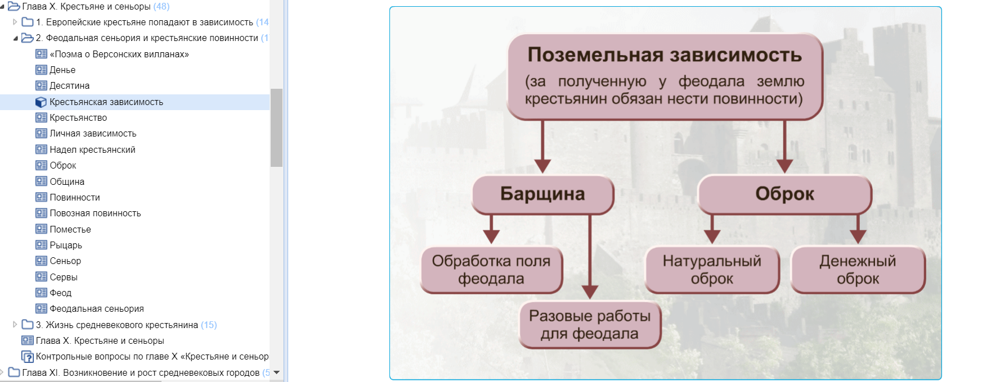 Глава X. Крестьяне и сеньоры (48)
1. Европейские крестьяне попадают в зависимость (14
2. Феодальная сеньория и крестьянские повинности (1
«Поэма о Версонских вилланах»
Денье
Десятина
Крестьянская зависимость
Крестьянство
Личная зависимость
Надел крестьянский
Оброк
Община
Повинности
Повозная повинность
Поместье
Рыцарь
Сеньор
Сервы
Феод
Феодальная сеньория
3. Жизнь средневекового крестьянина (15)
Глава X. Крестьяне и сеньоры
Контрольные вопросы по главе X «Крестьяне и сеньор
Глава XI. Возникновение и рост средневековых городов (5
Поземельная зависимость
(за полученную у феодала землю
крестьянин обязан нести повинности)
Барщина
Оброк
Обработка поля
феодала
Разовые работы
для феодала
Натуральный
оброк
Денежный
оброк